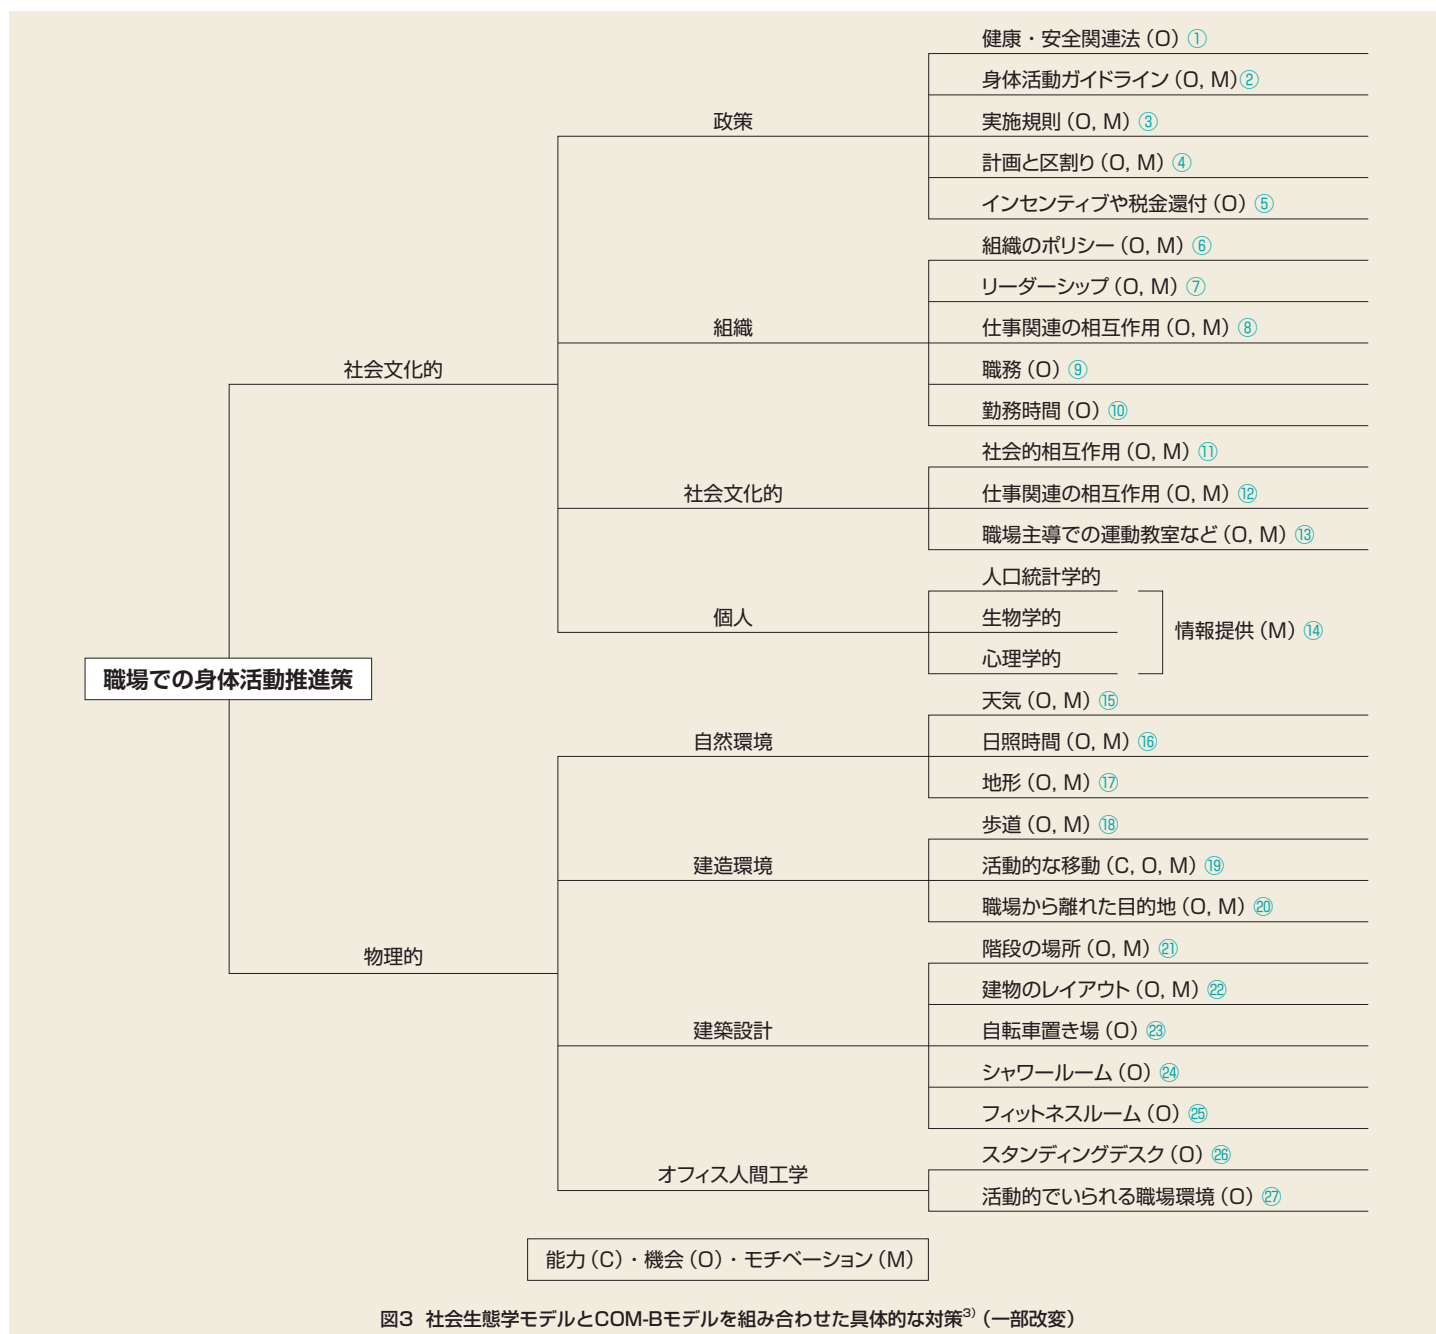 健康・安全関連法（O）①
身体活動ガイドライン（O, M）②
政策
実施規則（O, M）③
計画と区割り（O, M）④
インセンティブや税金還付（O）⑤
組織のポリシー（O, M）⑥
リーダーシップ（O, M）⑦
組織
仕事関連の相互作用（O, M）⑧
社会文化的
職務（O）⑨
勤務時間（O）⑩
社会的相互作用（O, M）⑪
社会文化的
仕事関連の相互作用（O, M）⑫
職場主導での運動教室など（O, M）⑬
人口統計学的
個人
生物学的
情報提供（M）⑭
心理学的
職場での身体活動推進策
天気（O, M）⑮
自然環境
日照時間（O, M）⑯
地形（O, M）⑰
歩道（O, M）⑱
建造環境
活動的な移動（C, O, M）⑲
職場から離れた目的地（O, M）⑳
物理的
階段の場所（O, M）㉑
建物のレイアウト（O, M）㉒
建築設計
自転車置き場（O）㉓
シャワールーム（O）㉔
フィットネスルーム（O）㉕
スタンディングデスク（O）㉖
オフィス人間工学
活動的でいられる職場環境（O）㉗
能力（C）・機会（O）・モチベーション（M）
図3 社会生態学モデルとCOM-Bモデルを組み合わせた具体的な対策3)（一部改変）